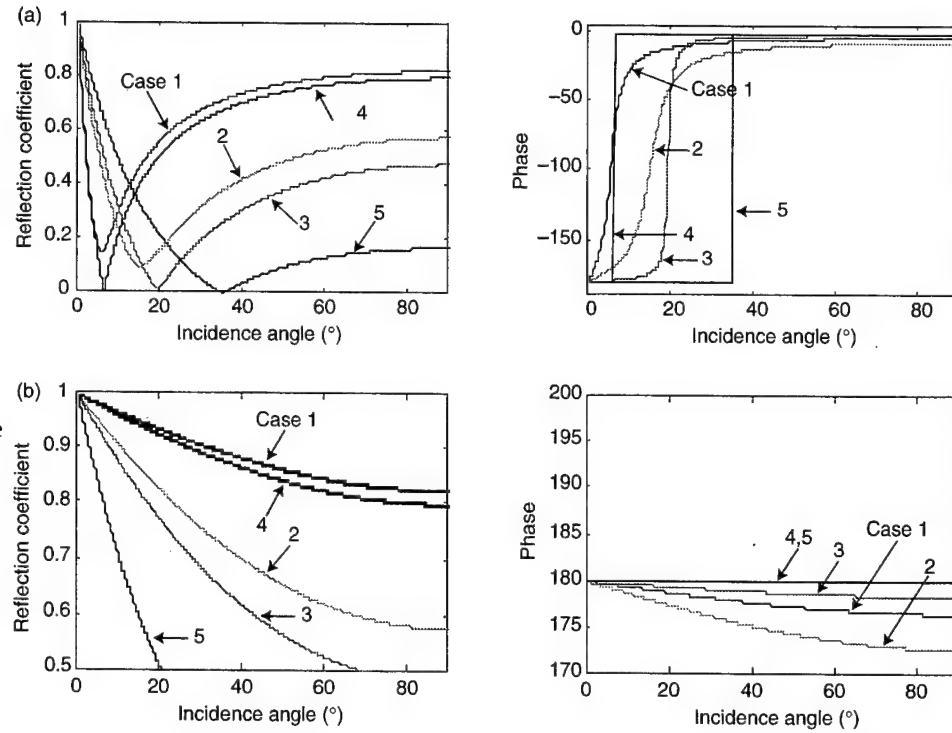 (a)
1
0.8
0.6
0.4
0.2
0
0 20 40 60 80
Reflection coefficient
Incidence angle (°)
Case 1
4
2
3
5
0
−50
−100
−150
0 20 40 60 80
Phase
Incidence angle (°)
Case 1
2
5
4
3
(b)
1
0.9
0.8
0.7
0.6
0.5
0 20 40 60 80
Reflection coefficient
Incidence angle (°)
Case 1
4
2
3
5
200
195
190
185
180
175
170
0 20 40 60 80
Phase
Incidence angle (°)
4,5
3
Case 1
2